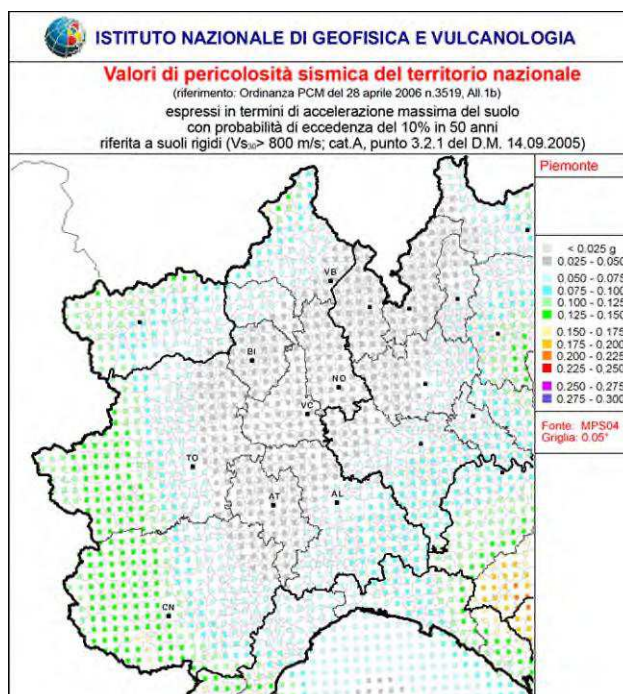 ISTITUTO NAZIONALE DI GEOFISICA E VULCANOLOGIA
Valori di pericolosità sismica del territorio nazionale
(riferimento: Ordinanza PCM del 28 aprile 2006 n.3519, All.1b)
espressi in termini di accelerazione massima del suolo
con probabilità di eccedenza del 10% in 50 anni
riferita a suoli rigidi (Vs30> 800 m/s; cat.A, punto 3.2.1 del D.M. 14.09.2005)
Piemonte
< 0.025 g
0.025 - 0.050
0.050 - 0.075
0.075 - 0.100
0.100 - 0.125
0.125 - 0.150
0.150 - 0.175
0.175 - 0.200
0.200 - 0.225
0.225 - 0.250
0.250 - 0.275
0.275 - 0.300
Fonte: MPS04
Griglia: 0.05°
VB
BI
NO
VC
TO
AT
AL
CN